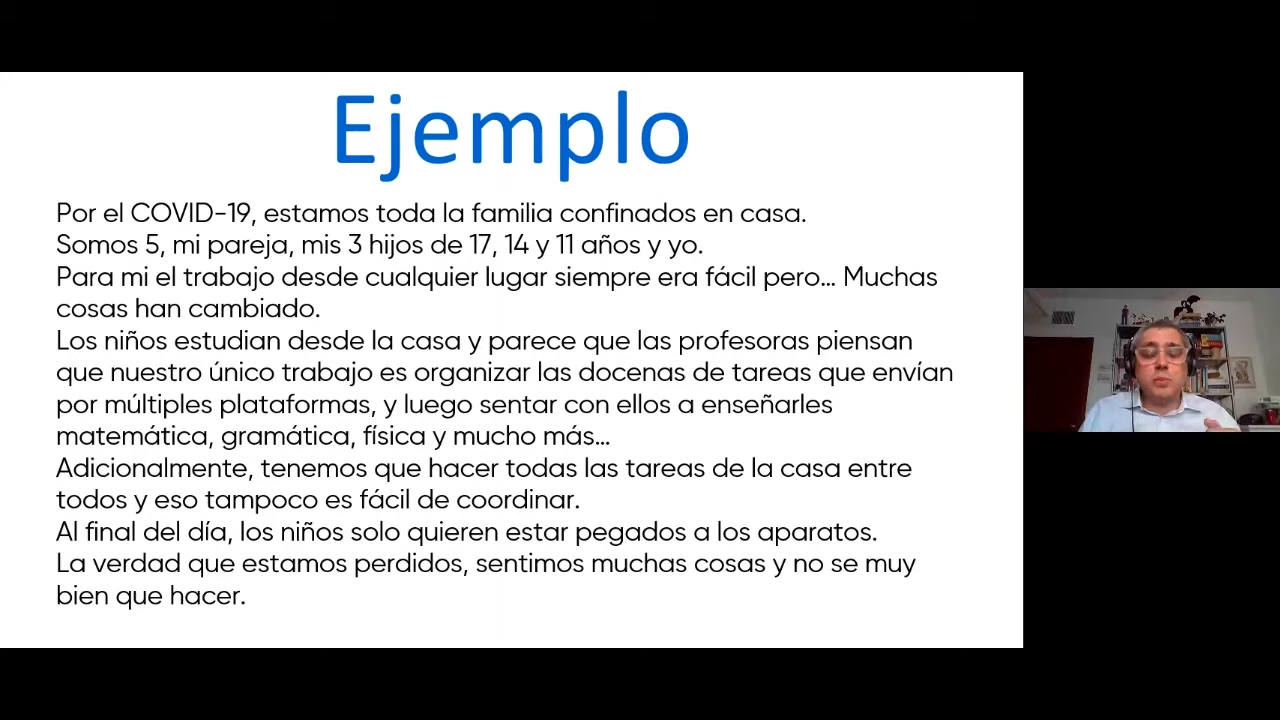 Ejemplo
Por el COVID-19, estamos toda la familia confinados en casa.
Somos 5, mi pareja, mis 3 hijos de 17, 14 y 11 años y yo.
Para mi el trabajo desde cualquier lugar siempre era fácil pero... Muchas
cosas han cambiado.
Los niños estudian desde la casa y parece que las profesoras piensan
que nuestro único trabajo es organizar las docenas de tareas que envían
por múltiples plataformas, y luego sentar con ellos a enseñarles
matemática, gramática, física y mucho más...
Adicionalmente, tenemos que hacer todas las tareas de la casa entre
todos y eso tampoco es fácil de coordinar.
Al final del día, los niños solo quieren estar pegados a los aparatos.
La verdad que estamos perdidos, sentimos muchas cosas y no se muy
bien que hacer.